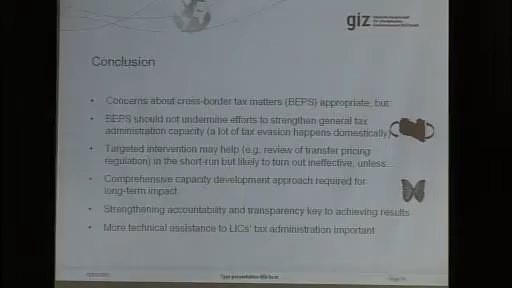 giz
Conclusion
• Concerns about cross-border tax matters (BEPS) appropriate, but:
• BEPS should not undermine efforts to strengthen general tax
administration capacity (a lot of tax evasion happens domestically)
• Targeted intervention may help (e.g. review of transfer pricing
regulation) in the short-run but likely to turn out ineffective, unless...
• Comprehensive capacity development approach required for
long-term impact
• Strengthening accountability and transparency key to achieving results
• More technical assistance to LICs' tax administration important